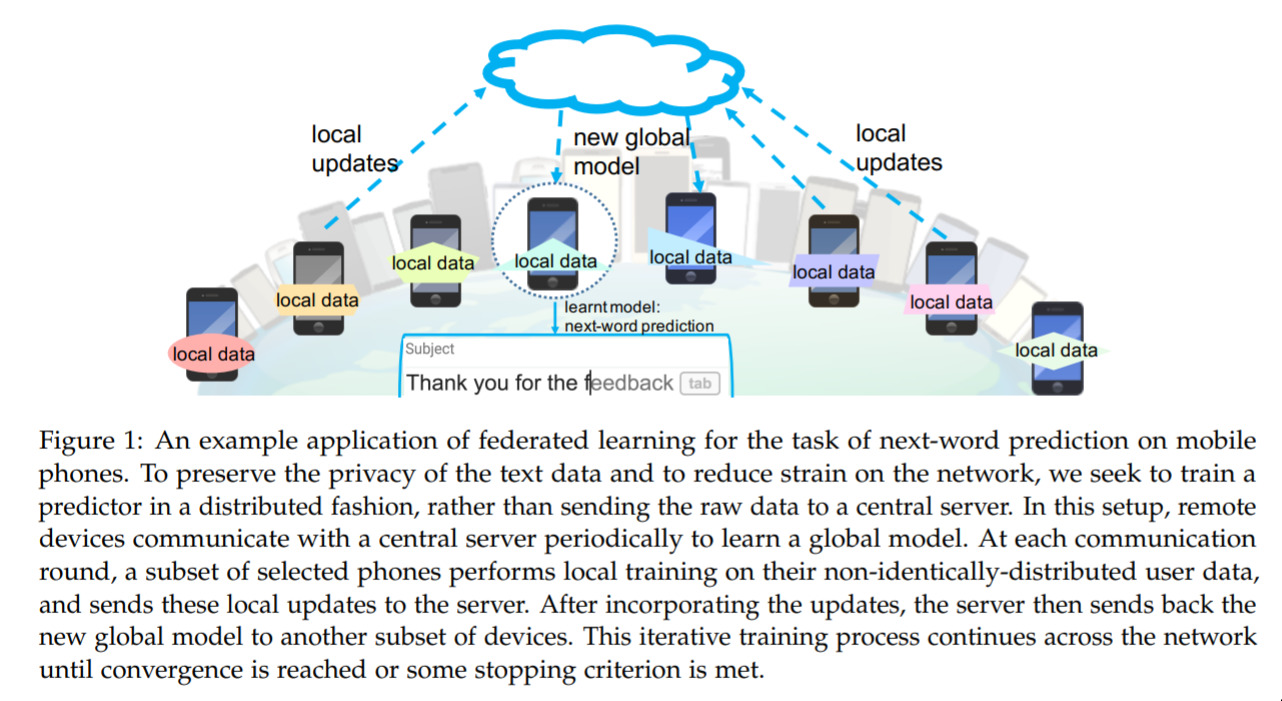 local
updates
new global
model
local
updates
local data
local data
local data
local data
local data
local data
local data
local data
learnt model:
next-word prediction
Subject
Thank you for the feedback tab
Figure 1: An example application of federated learning for the task of next-word prediction on mobile
phones. To preserve the privacy of the text data and to reduce strain on the network, we seek to train a
predictor in a distributed fashion, rather than sending the raw data to a central server. In this setup, remote
devices communicate with a central server periodically to learn a global model. At each communication
round, a subset of selected phones performs local training on their non-identically-distributed user data,
and sends these local updates to the server. After incorporating the updates, the server then sends back the
new global model to another subset of devices. This iterative training process continues across the network
until convergence is reached or some stopping criterion is met.